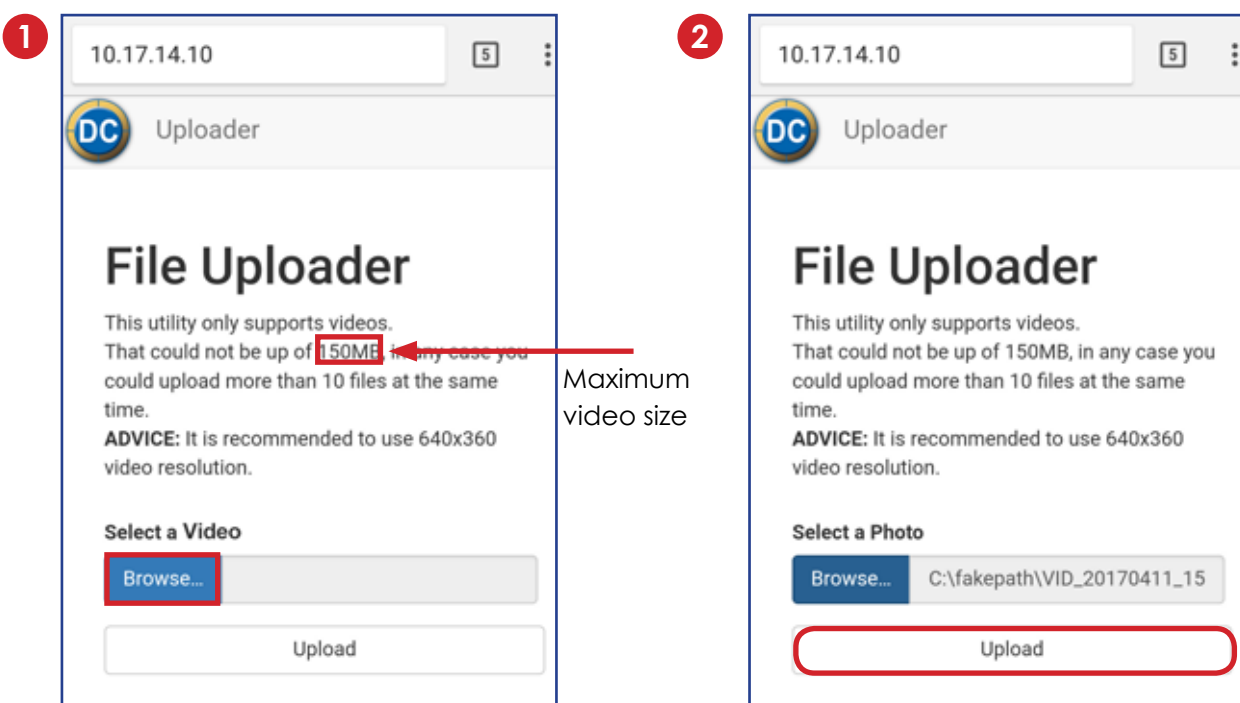 1
10.17.14.10
5
DC
Uploader
File Uploader
This utility only supports videos.
That could not be up of 150MB, in any case you
could upload more than 10 files at the same
time.
ADVICE: It is recommended to use 640x360
video resolution.
Select a Video
Browse...
Upload
Maximum
video size
2
10.17.14.10
5
DC
Uploader
File Uploader
This utility only supports videos.
That could not be up of 150MB, in any case you
could upload more than 10 files at the same
time.
ADVICE: It is recommended to use 640x360
video resolution.
Select a Photo
Browse... C:\fakepath\VID_20170411_15
Upload